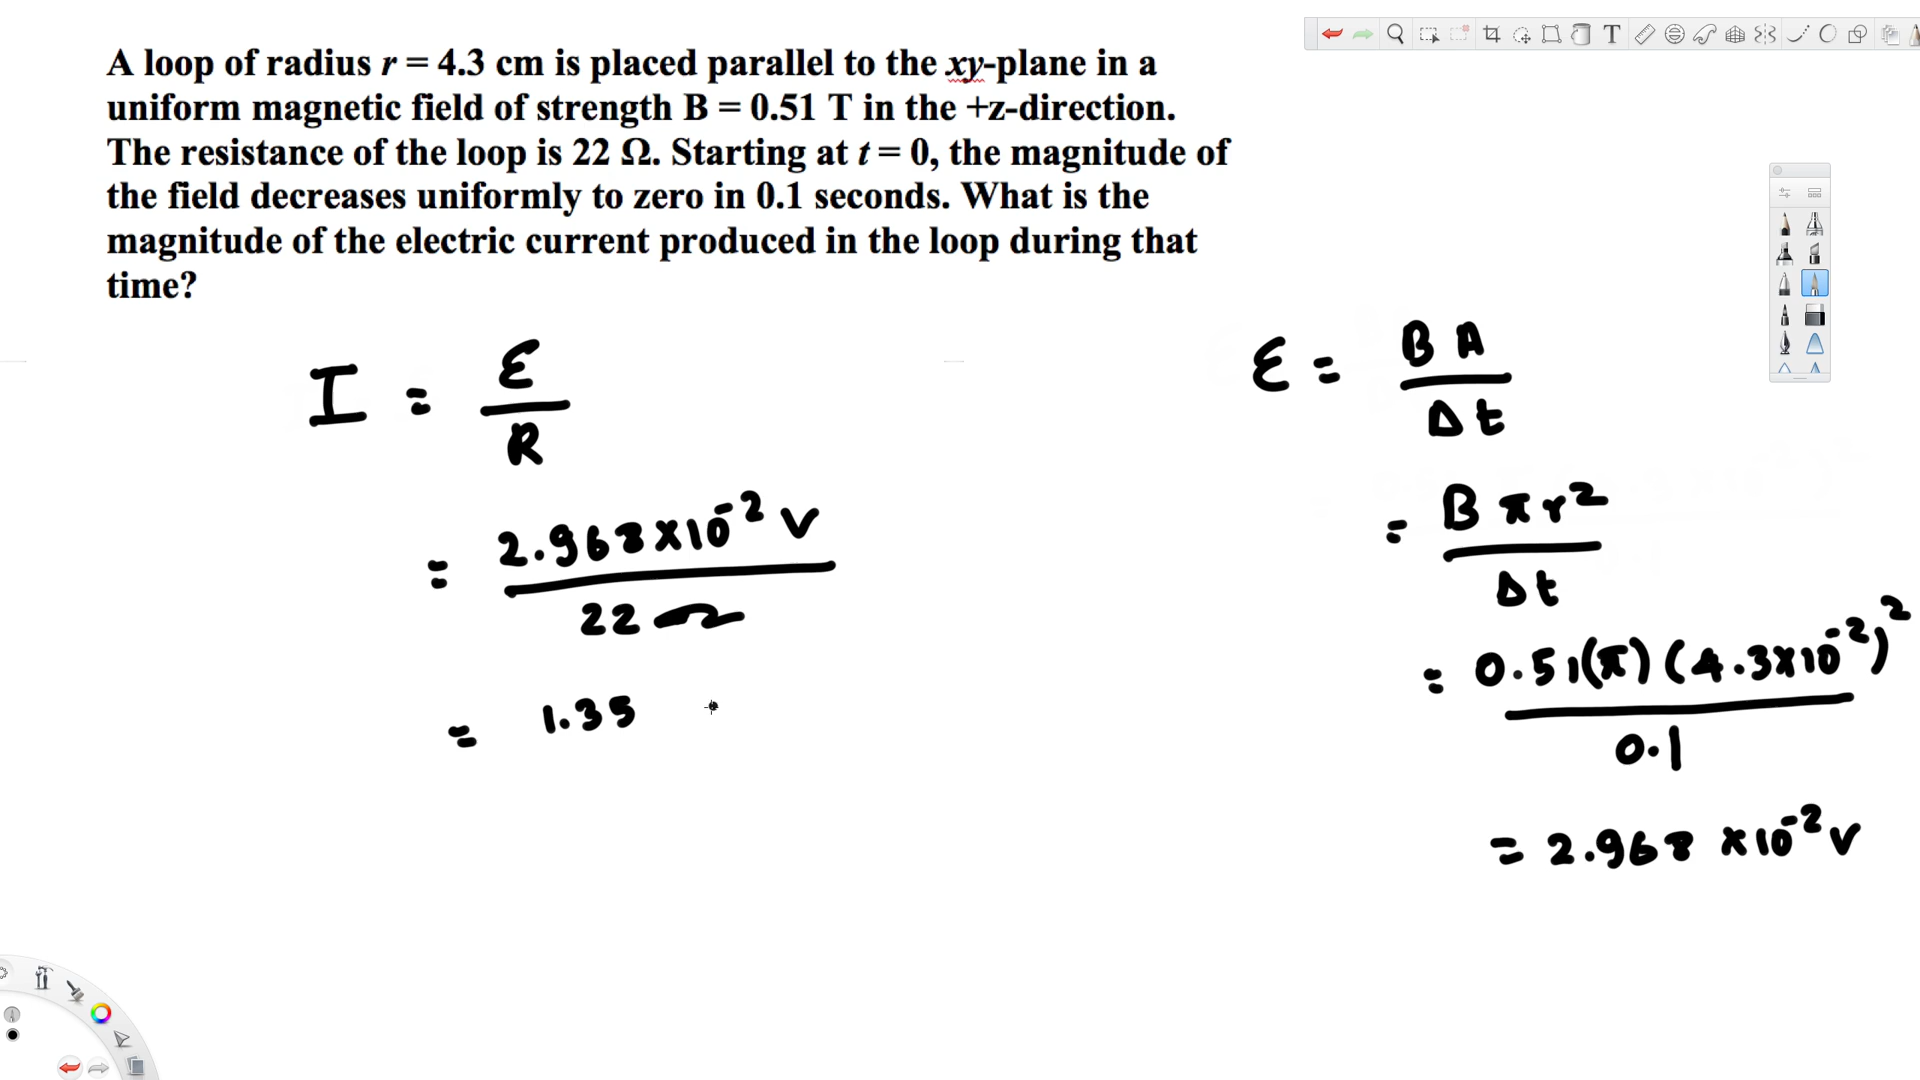 A loop of radius r = 4.3 cm is placed parallel to the xy-plane in a
uniform magnetic field of strength B = 0.51 T in the +z-direction.
The resistance of the loop is 22 Ω. Starting at t = 0, the magnitude of
the field decreases uniformly to zero in 0.1 seconds. What is the
magnitude of the electric current produced in the loop during that
time?
I = ε / R
= 2.968 × 10⁻² V / 22 Ω
= 1.35
ε = B A / Δt
= B π r² / Δt
= 0.51(π) (4.3×10⁻²)² / 0.1
= 2.968 × 10⁻² V